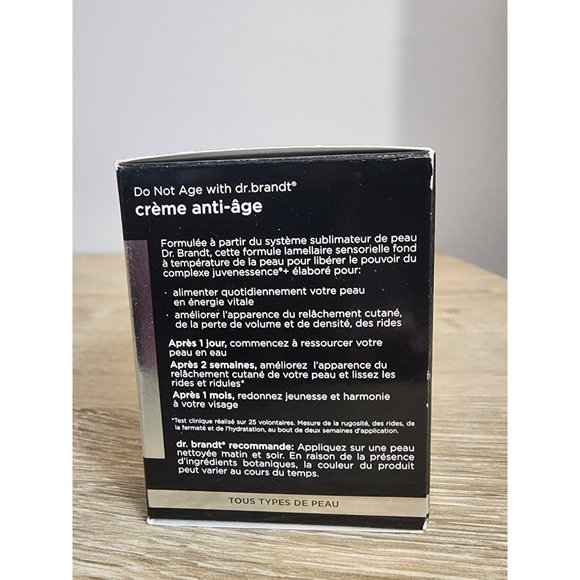 Do Not Age with dr.brandt®
crème anti-âge
Formulée à partir du système sublimateur de peau
Dr. Brandt, cette formule lamellaire sensorielle fond
à température de la peau pour libérer le pouvoir du
complexe juvenessence®+ élaboré pour:
· alimenter quotidiennement votre peau
en énergie vitale
· améliorer l'apparence du relâchement cutané,
de la perte de volume et de densité, des rides
Après 1 jour, commencez à ressourcer votre
peau en eau
Après 2 semaines, améliorez l'apparence du
relâchement cutané de votre peau et lissez les
rides et ridules*
Après 1 mois, redonnez jeunesse et harmonie
à votre visage
*Test clinique réalisé sur 25 volontaires. Mesure de la rugosité, des rides, de
la fermeté et de l'hydratation, au bout de deux semaines d'application.
dr. brandt® recommande: Appliquez sur une peau
nettoyée matin et soir. En raison de la présence
d'ingrédients botaniques, la couleur du produit
peut varier au cours du temps.
TOUS TYPES DE PEAU